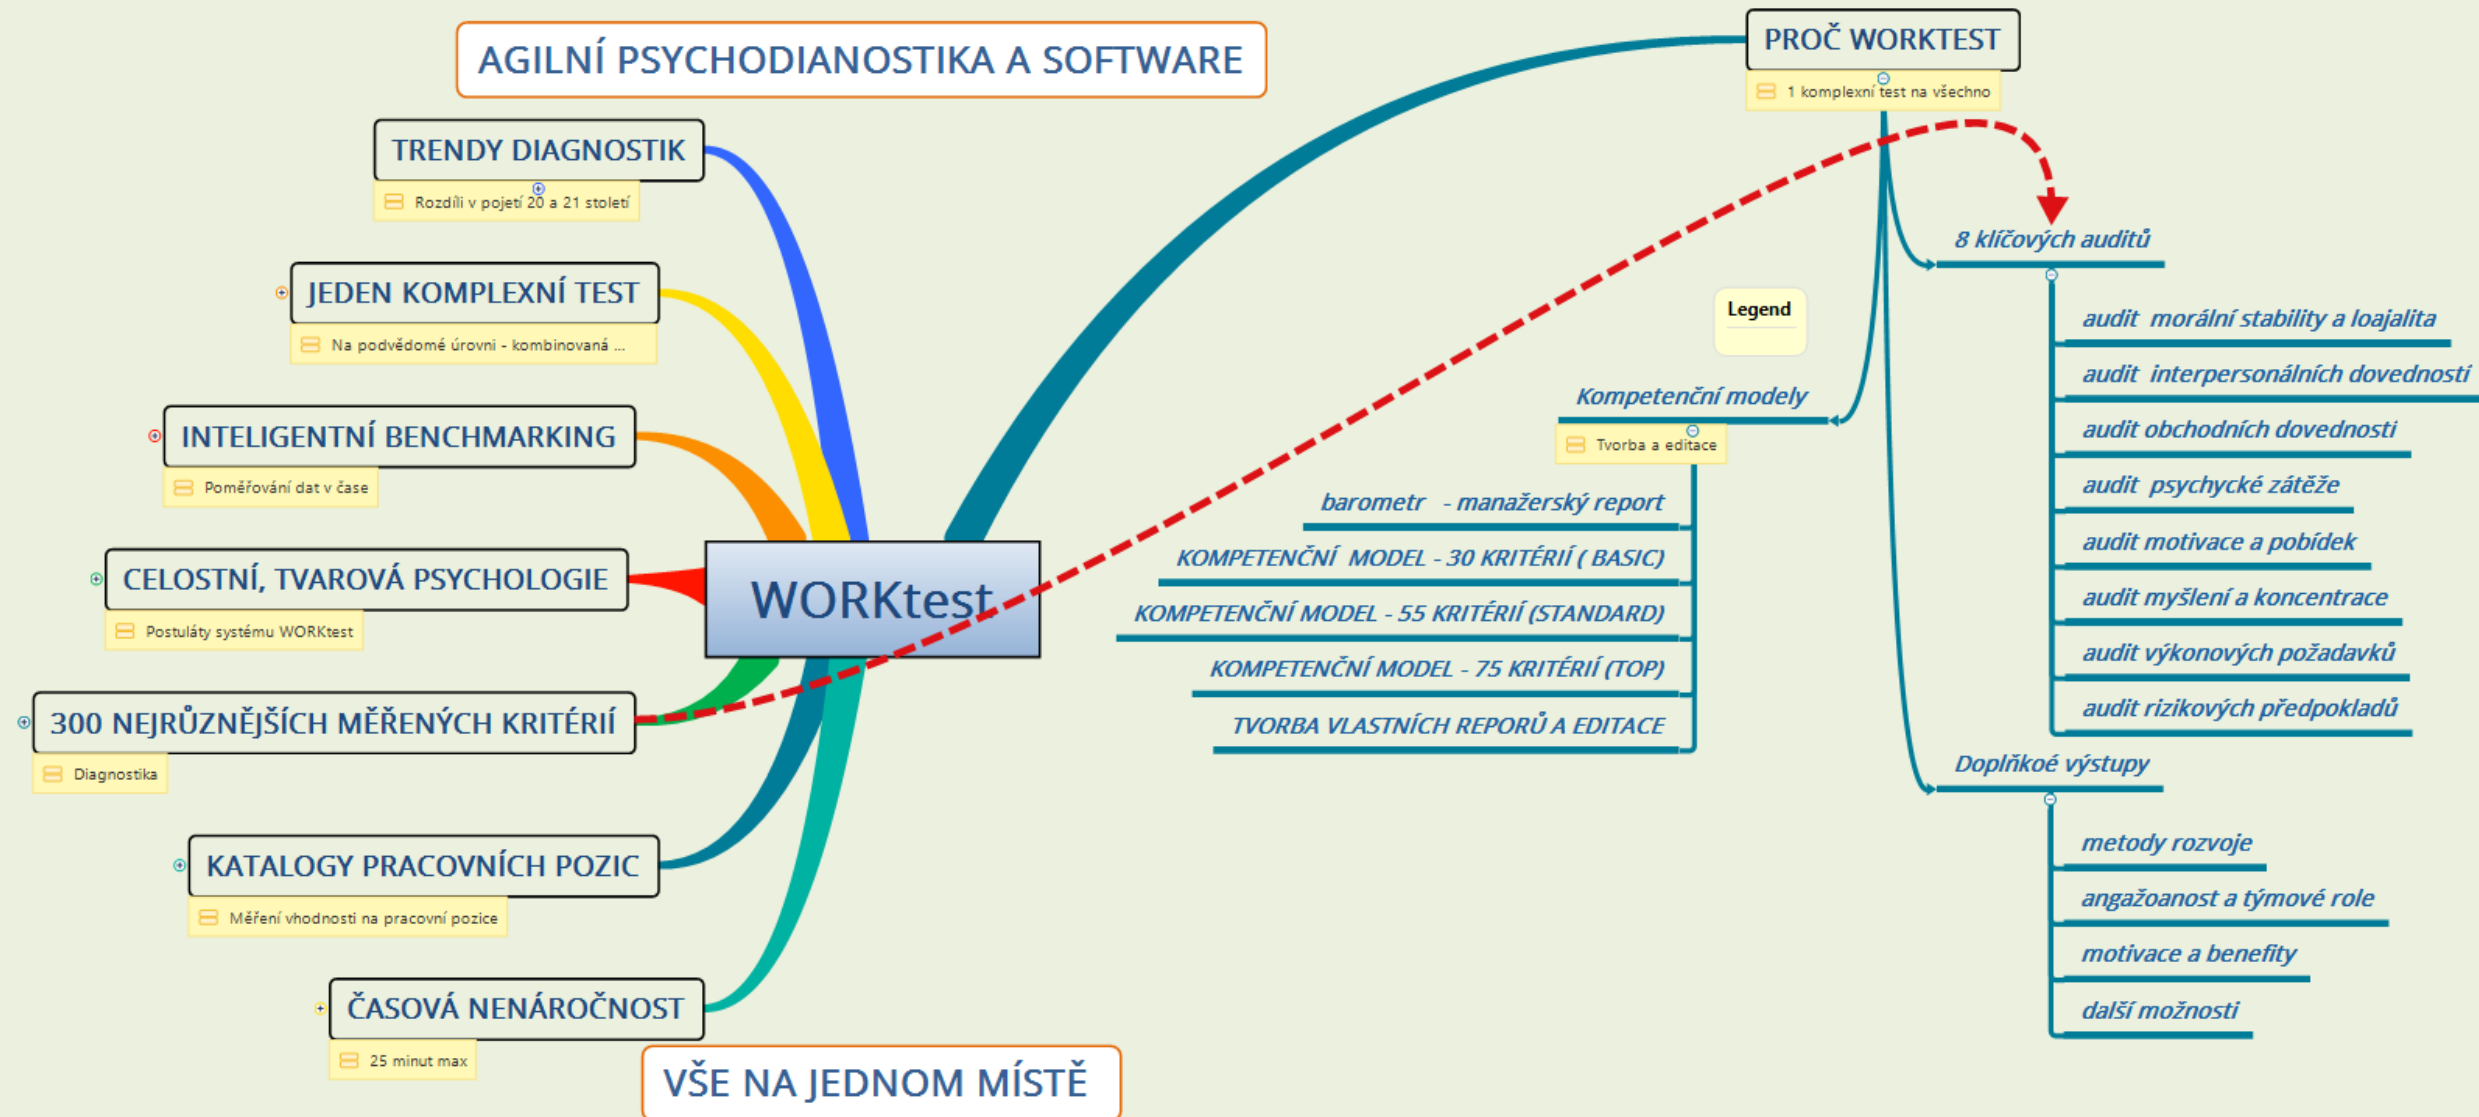 AGILNÍ PSYCHODIANOSTIKA A SOFTWARE
TRENDY DIAGNOSTIK
Rozdíli v pojetí 20 a 21 století
JEDEN KOMPLEXNÍ TEST
Na podvědomé úrovni - kombinovaná ...
INTELIGENTNÍ BENCHMARKING
Poměřování dat v čase
CELOSTNÍ, TVAROVÁ PSYCHOLOGIE
Postuláty systému WORKtest
300 NEJRŮZNĚJŠÍCH MĚŘENÝCH KRITÉRIÍ
Diagnostika
KATALOGY PRACOVNÍCH POZIC
Měření vhodnosti na pracovní pozice
ČASOVÁ NENÁROČNOST
25 minut max
VŠE NA JEDNOM MÍSTĚ
WORKtest
PROČ WORKTEST
1 komplexní test na všechno
Legend
Kompetenční modely
Tvorba a editace
barometr - manažerský report
KOMPETENČNÍ MODEL - 30 KRITÉRIÍ ( BASIC)
KOMPETENČNÍ MODEL - 55 KRITÉRIÍ (STANDARD)
KOMPETENČNÍ MODEL - 75 KRITÉRIÍ (TOP)
TVORBA VLASTNÍCH REPORŮ A EDITACE
8 klíčových auditů
audit morální stability a loajalita
audit interpersonálních dovedností
audit obchodních dovedností
audit psychycké zátěže
audit motivace a pobídek
audit myšlení a koncentrace
audit výkonových požadavků
audit rizikových předpokladů
Doplňkoé výstupy
metody rozvoje
angažoanost a týmové role
motivace a benefity
další možnosti